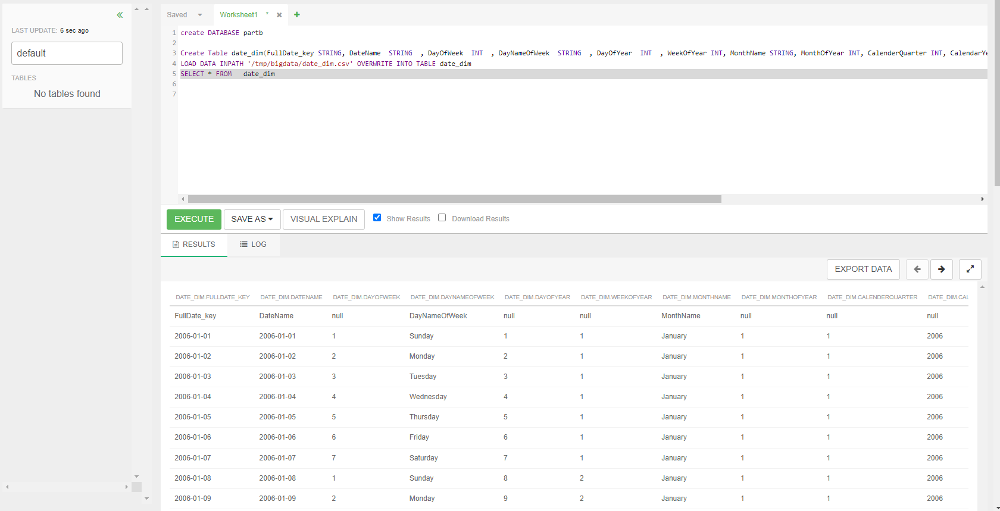 LAST UPDATE: 6 sec ago
default
TABLES
No tables found
Saved Worksheet1 *
1 create DATABASE partb
2
3 Create Table date_dim(FullDate_key STRING, DateName STRING , DayOfWeek INT , DayNameOfWeek STRING , DayOfYear INT , WeekOfYear INT, MonthName STRING, MonthOfYear INT, CalenderQuarter INT, CalendarYe
4 LOAD DATA INPATH '/tmp/bigdata/date_dim.csv' OVERWRITE INTO TABLE date_dim
5 SELECT * FROM date_dim
6
7
EXECUTE SAVE AS VISUAL EXPLAIN Show Results Download Results
RESULTS LOG
EXPORT DATA
DATE_DIM.FULLDATE_KEY DATE_DIM.DATENAME DATE_DIM.DAYOFWEEK DATE_DIM.DAYNAMEOFWEEK DATE_DIM.DAYOFYEAR DATE_DIM.WEEKOFYEAR DATE_DIM.MONTHNAME DATE_DIM.MONTHOFYEAR DATE_DIM.CALENDERQUARTER DATE_DIM.CAL
FullDate_key DateName null DayNameOfWeek null null MonthName null null null
2006-01-01 2006-01-01 1 Sunday 1 1 January 1 1 2006
2006-01-02 2006-01-02 2 Monday 2 1 January 1 1 2006
2006-01-03 2006-01-03 3 Tuesday 3 1 January 1 1 2006
2006-01-04 2006-01-04 4 Wednesday 4 1 January 1 1 2006
2006-01-05 2006-01-05 5 Thursday 5 1 January 1 1 2006
2006-01-06 2006-01-06 6 Friday 6 1 January 1 1 2006
2006-01-07 2006-01-07 7 Saturday 7 1 January 1 1 2006
2006-01-08 2006-01-08 1 Sunday 8 2 January 1 1 2006
2006-01-09 2006-01-09 2 Monday 9 2 January 1 1 2006